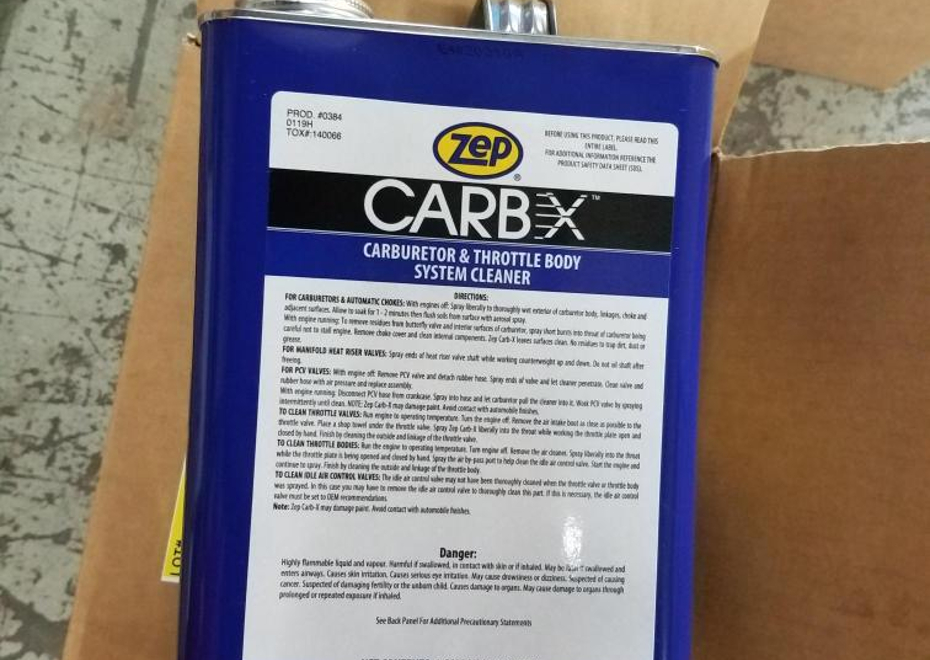 PROD. #0384
0119H
TOX#:140066
Zep
®
BEFORE USING THIS PRODUCT, PLEASE READ THIS
ENTIRE LABEL.
FOR ADDITIONAL INFORMATION REFERENCE THE
PRODUCT SAFETY DATA SHEET (SDS).
CARB X™
CARBURETOR & THROTTLE BODY
SYSTEM CLEANER
DIRECTIONS:
FOR CARBURETORS & AUTOMATIC CHOKES: With engines off: Spray liberally to thoroughly wet exterior of carburetor body, linkages, choke and
adjacent surfaces. Allow to soak for 1 - 2 minutes then flush soils from surface with aerosol spray.
With engine running: To remove residues from butterfly valve and interior surfaces of carburetor, spray short bursts into throat of carburetor being
careful not to stall engine. Remove choke cover and clean internal components. Zep Carb-X leaves surfaces clean. No residues to trap dirt, dust or
grease.
FOR MANIFOLD HEAT RISER VALVES: Spray ends of heat riser valve shaft while working counterweight up and down. Do not oil shaft after
freeing.
FOR PCV VALVES: With engine off: Remove PCV valve and detach rubber hose. Spray ends of valve and let cleaner penetrate. Clean valve and
rubber hose with air pressure and replace assembly.
With engine running: Disconnect PCV hose from crankcase. Spray into hose and let carburetor pull the cleaner into it. Work PCV valve by spraying
intermittently until clean. NOTE: Zep Carb-X may damage paint. Avoid contact with automobile finishes.
TO CLEAN THROTTLE VALVES: Run engine to operating temperature. Turn the engine off. Remove the air intake boot as close as possible to the
throttle valve. Place a shop towel under the throttle valve. Spray Zep Carb-X liberally into the throat while working the throttle plate open and
closed by hand. Finish by cleaning the outside and linkage of the throttle valve.
TO CLEAN THROTTLE BODIES: Run the engine to operating temperature. Turn engine off. Remove the air cleaner. Spray liberally into the throat
while the throttle plate is being opened and closed by hand. Spray the air by-pass port to help clean the idle air control valve. Start the engine and
continue to spray. Finish by cleaning the outside and linkage of the throttle body.
TO CLEAN IDLE AIR CONTROL VALVES: The idle air control valve may not have been thoroughly cleaned when the throttle valve or throttle body
was sprayed. In this case you may have to remove the idle air control valve to thoroughly clean this part. If this is necessary, the idle air control
valve must be set to OEM recommendations.
Note: Zep Carb-X may damage paint. Avoid contact with automobile finishes.
Danger:
Highly flammable liquid and vapour. Harmful if swallowed, in contact with skin or if inhaled. May be fatal if swallowed and
enters airways. Causes skin irritation. Causes serious eye irritation. May cause drowsiness or dizziness. Suspected of causing
cancer. Suspected of damaging fertility or the unborn child. Causes damage to organs. May cause damage to organs through
prolonged or repeated exposure if inhaled.
See Back Panel For Additional Precautionary Statements
LOT#